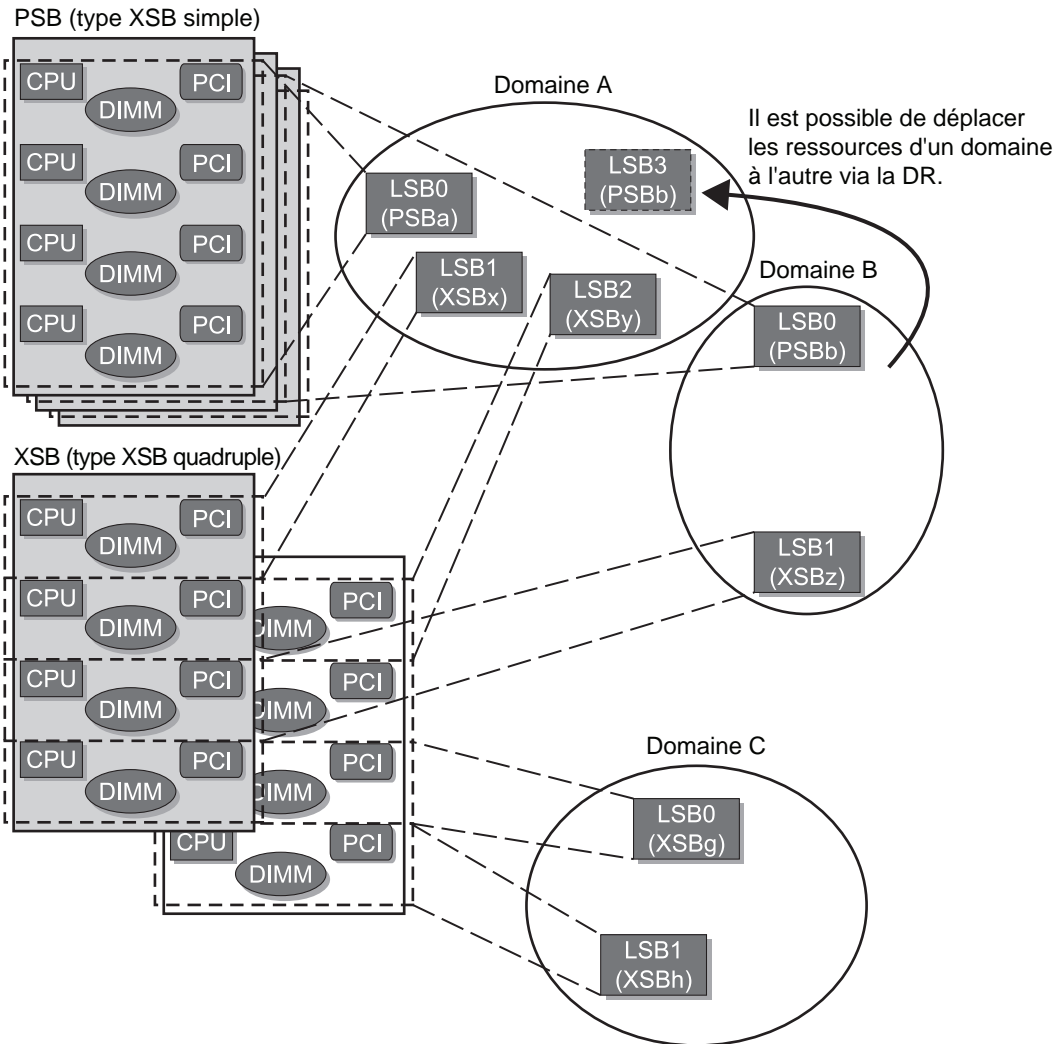 PSB (type XSB simple)
CPU
PCI
DIMM
CPU
PCI
DIMM
CPU
PCI
DIMM
CPU
PCI
DIMM
Domaine A
LSB0
(PSBa)
LSB3
(PSBb)
LSB1
(XSBx)
LSB2
(XSBy)
Il est possible de déplacer
les ressources d'un domaine
à l'autre via la DR.
Domaine B
LSB0
(PSBb)
LSB1
(XSBz)
XSB (type XSB quadruple)
CPU
PCI
DIMM
CPU
PCI
DIMM
CPU
PCI
DIMM
CPU
PCI
DIMM
PCI
DIMM
PCI
DIMM
PCI
DIMM
CPU
PCI
DIMM
Domaine C
LSB0
(XSBg)
LSB1
(XSBh)